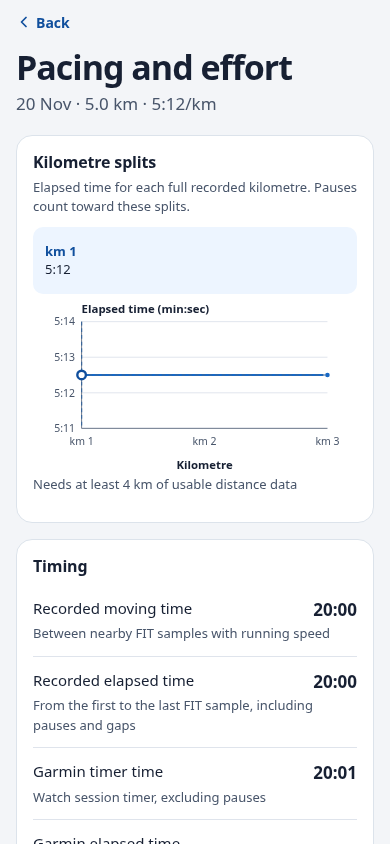 Back
Pacing and effort
20 Nov · 5.0 km · 5:12/km
Kilometre splits
Elapsed time for each full recorded kilometre. Pauses
count toward these splits.
km 1
5:12
Elapsed time (min:sec)
5:14
5:13
5:12
5:11
km 1 km 2 km 3
Kilometre
Needs at least 4 km of usable distance data
Timing
Recorded moving time 20:00
Between nearby FIT samples with running speed
Recorded elapsed time 20:00
From the first to the last FIT sample, including
pauses and gaps
Garmin timer time 20:01
Watch session timer, excluding pauses
Garmin elapsed time